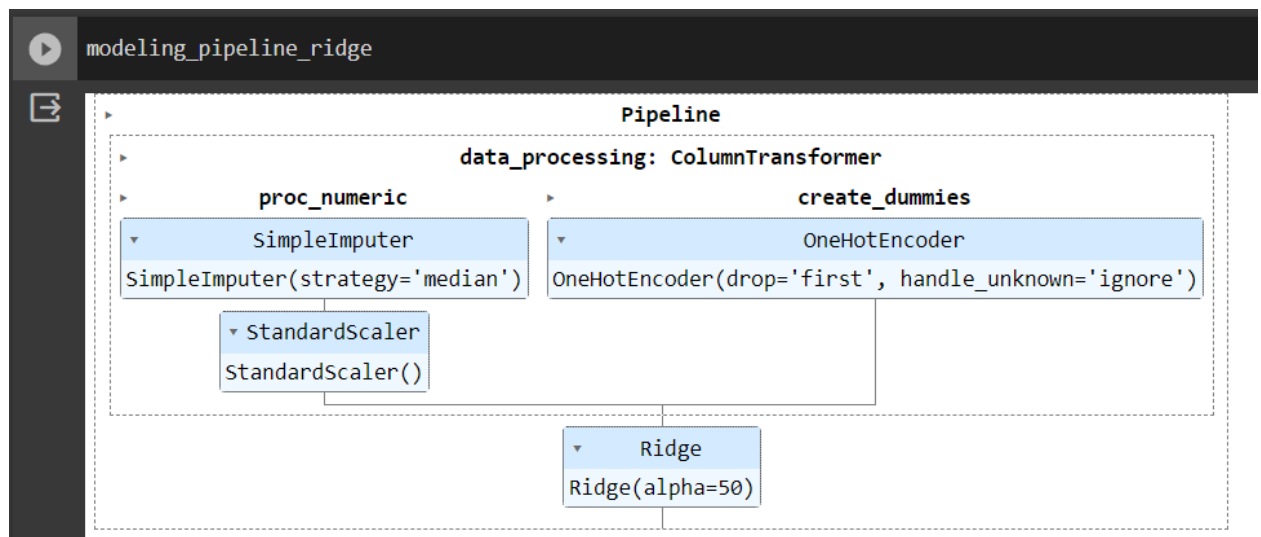 modeling_pipeline_ridge
Pipeline
data_processing: ColumnTransformer
proc_numeric
create_dummies
SimpleImputer
OneHotEncoder
SimpleImputer(strategy='median')
OneHotEncoder(drop='first', handle_unknown='ignore')
StandardScaler
StandardScaler()
Ridge
Ridge(alpha=50)